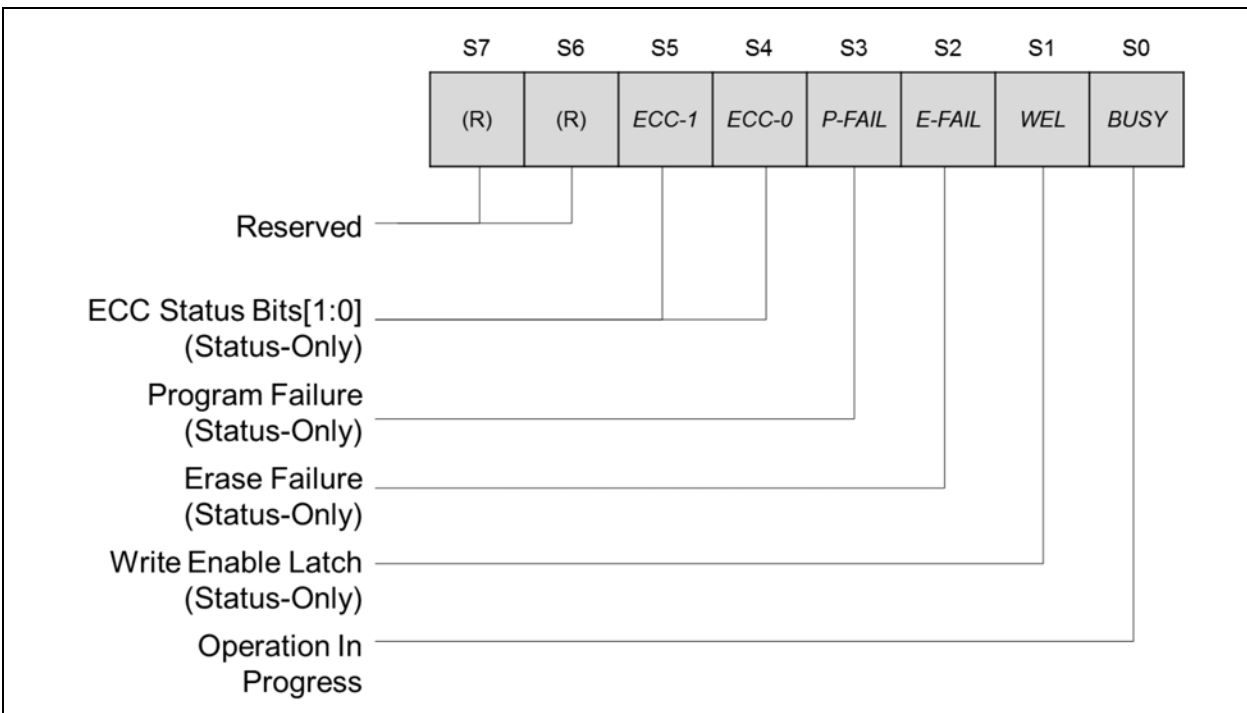 S7 S6 S5 S4 S3 S2 S1 S0
(R) (R) ECC-1 ECC-0 P-FAIL E-FAIL WEL BUSY
Reserved
ECC Status Bits[1:0]
(Status-Only)
Program Failure
(Status-Only)
Erase Failure
(Status-Only)
Write Enable Latch
(Status-Only)
Operation In
Progress